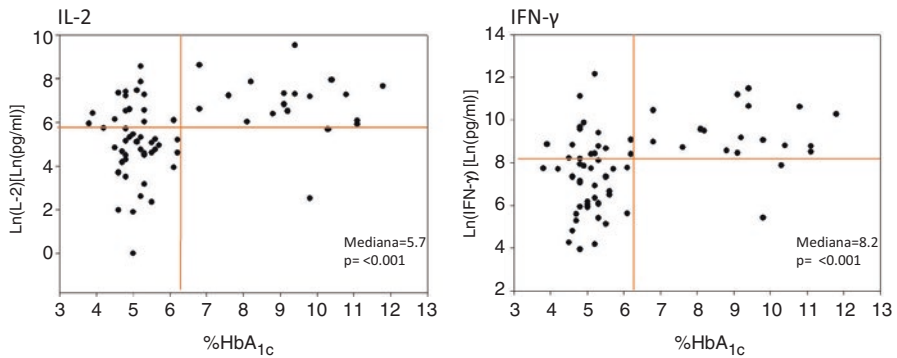 IL-2
10
8
6
4
2
0
Ln(L-2)[Ln(pg/ml)]
Mediana=5.7
p= <0.001
3 4 5 6 7 8 9 10 11 12 13
%HbA1c
IFN-γ
14
12
10
8
6
4
2
Ln(IFN-γ) [Ln(pg/ml)]
Mediana=8.2
p= <0.001
3 4 5 6 7 8 9 10 11 12 13
%HbA1c